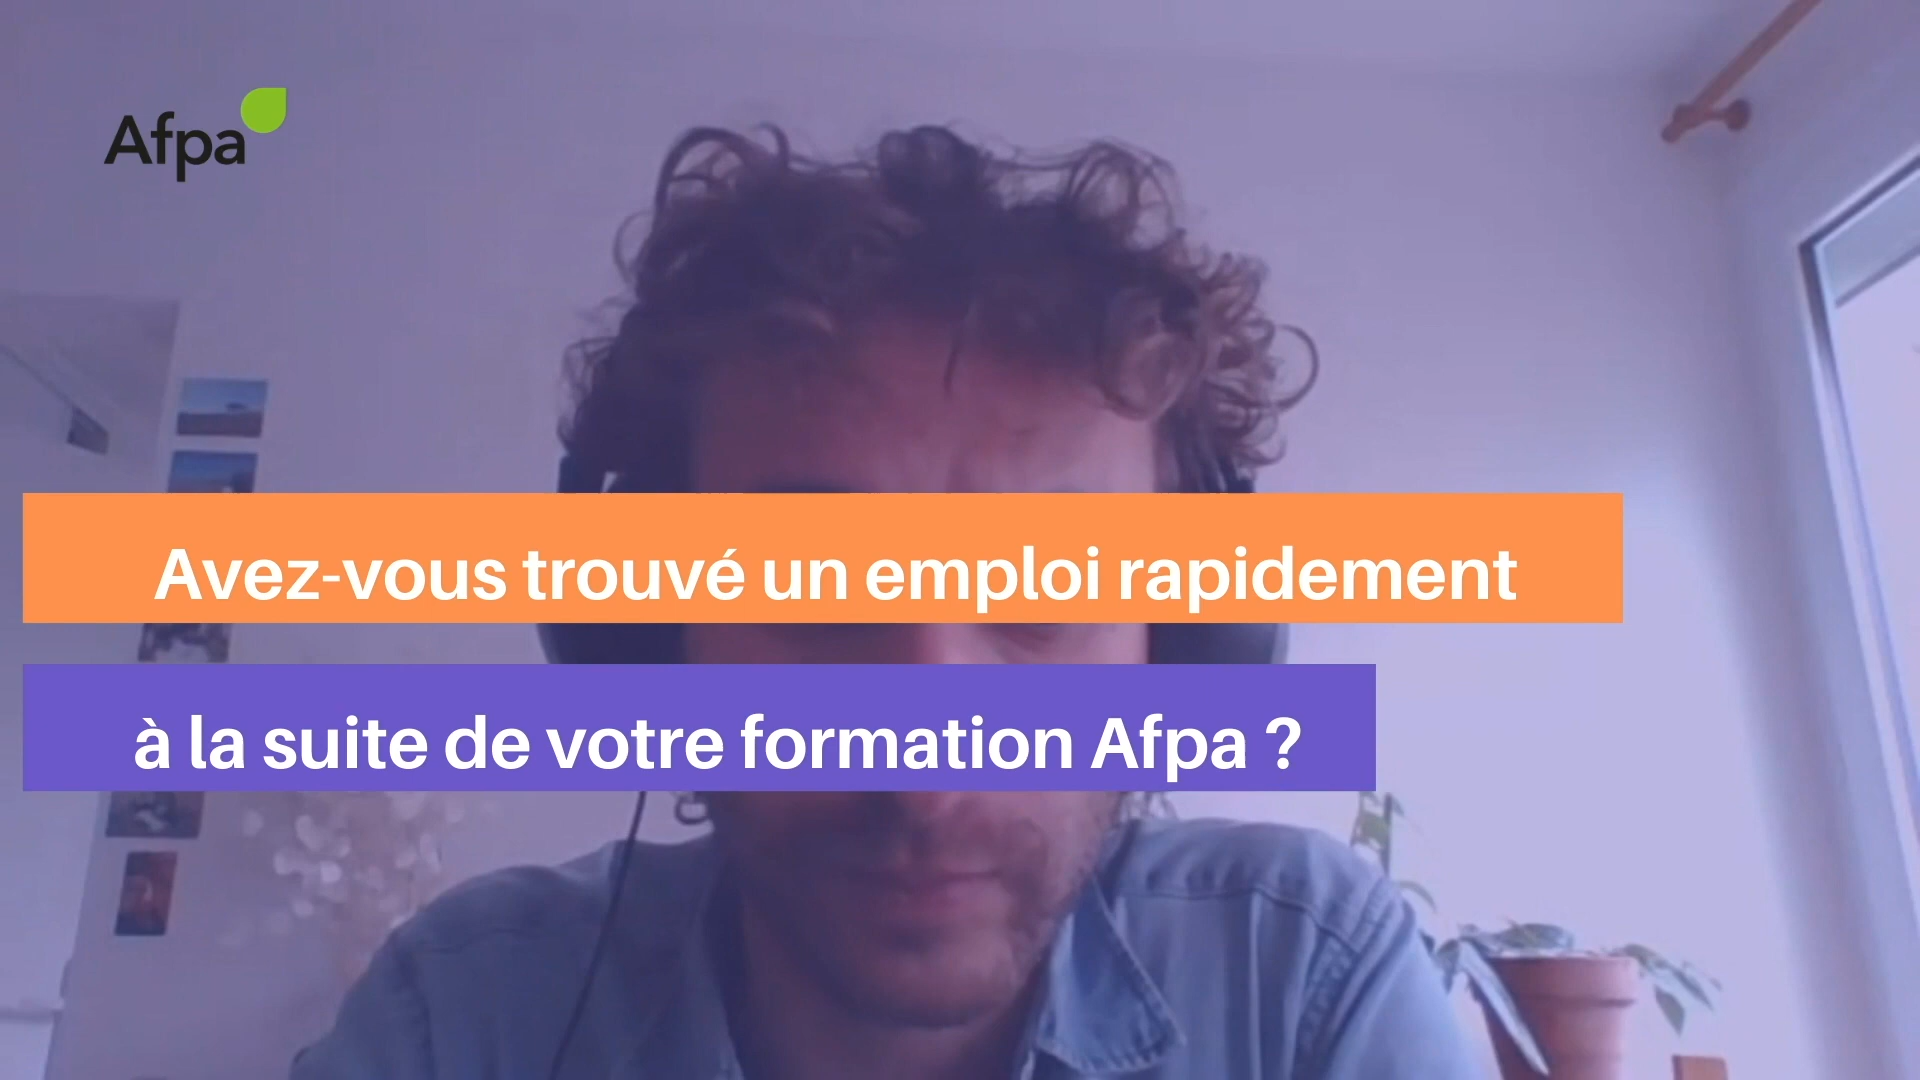 Afpa
Avez-vous trouvé un emploi rapidement
à la suite de votre formation Afpa ?